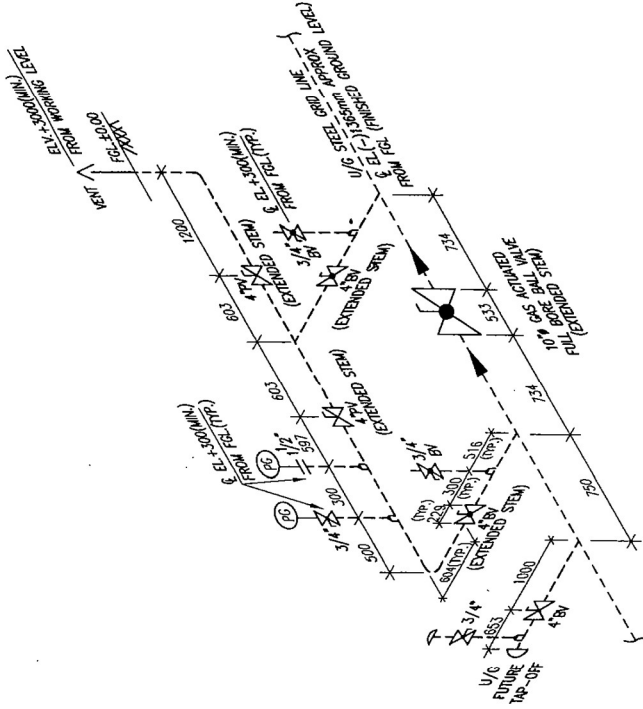 ELV.+3000(MIN.)
FROM WORKING LEVEL
VENT
FGL.±0.00
1200
603
603
4"PV
(EXTENDED STEM)
℄ EL+300(MIN.)
FROM FGL(TYP.)
3/4"
BV
4"BV
(EXTENDED STEM)
U/G STEEL GRID LINE
℄ EL(-)1365mm APPROX
FROM FGL (FINISHED GROUND LEVEL)
℄ EL+300(MIN.)
FROM FGL(TYP.)
PG
1/2"
597
PG
3/4"
300
500
4"PV
(EXTENDED STEM)
3/4"
BV
516
(TYP.)
300
(TYP.)
229
(TYP.)
604(TYP.)
4"BV
(EXTENDED STEM)
734
533
734
750
10"ø GAS ACTUATED
FULL BORE BALL VALVE
(EXTENDED STEM)
1000
653
3/4"
4"BV
U/G
FUTURE
TAP-OFF